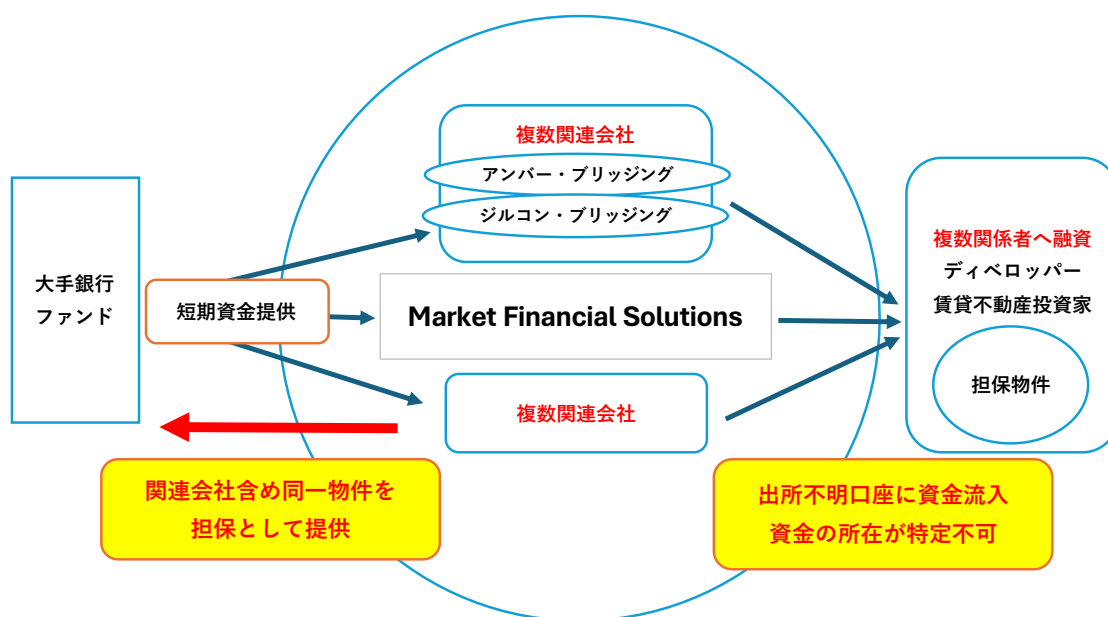 複数関連会社
アンバー・ブリッジング
ジルコン・ブリッジング
大手銀行
ファンド
短期資金提供
Market Financial Solutions
複数関連会社
複数関係者へ融資
ディベロッパー
賃貸不動産投資家
担保物件
関連会社含め同一物件を
担保として提供
出所不明口座に資金流入
資金の所在が特定不可